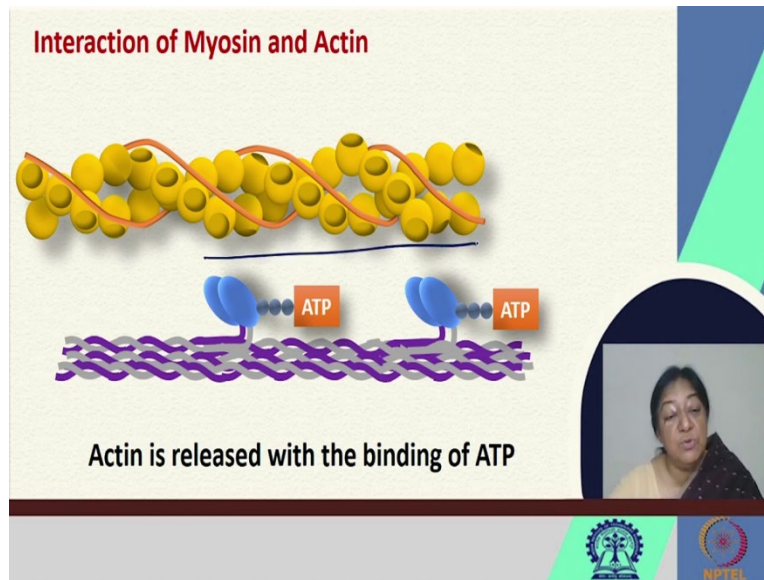 Interaction of Myosin and Actin
ATP
ATP
Actin is released with the binding of ATP
NPTEL